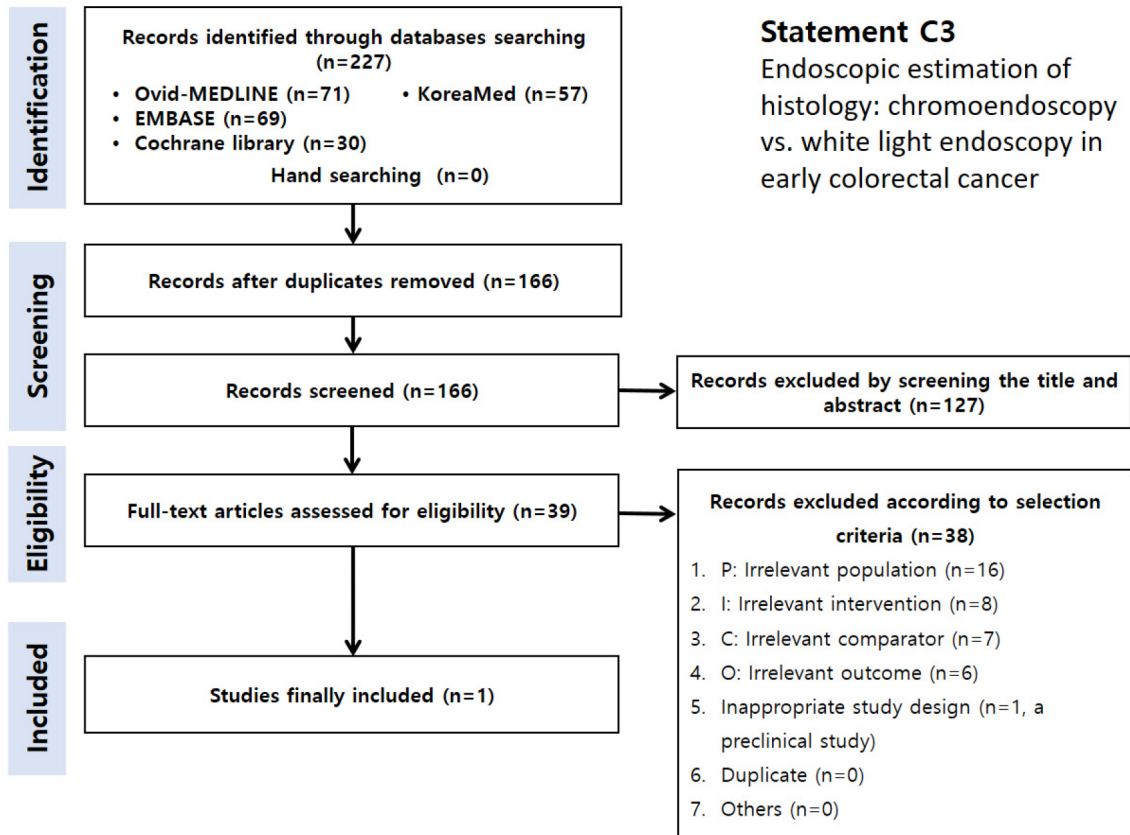 Identification
Records identified through databases searching
(n=227)
• Ovid-MEDLINE (n=71) • KoreaMed (n=57)
• EMBASE (n=69)
• Cochrane library (n=30)
Hand searching (n=0)
Statement C3
Endoscopic estimation of
histology: chromoendoscopy
vs. white light endoscopy in
early colorectal cancer
Screening
Records after duplicates removed (n=166)
Records screened (n=166)
Records excluded by screening the title and
abstract (n=127)
Eligibility
Full-text articles assessed for eligibility (n=39)
Records excluded according to selection
criteria (n=38)
1. P: Irrelevant population (n=16)
2. I: Irrelevant intervention (n=8)
3. C: Irrelevant comparator (n=7)
4. O: Irrelevant outcome (n=6)
5. Inappropriate study design (n=1, a
preclinical study)
6. Duplicate (n=0)
7. Others (n=0)
Included
Studies finally included (n=1)